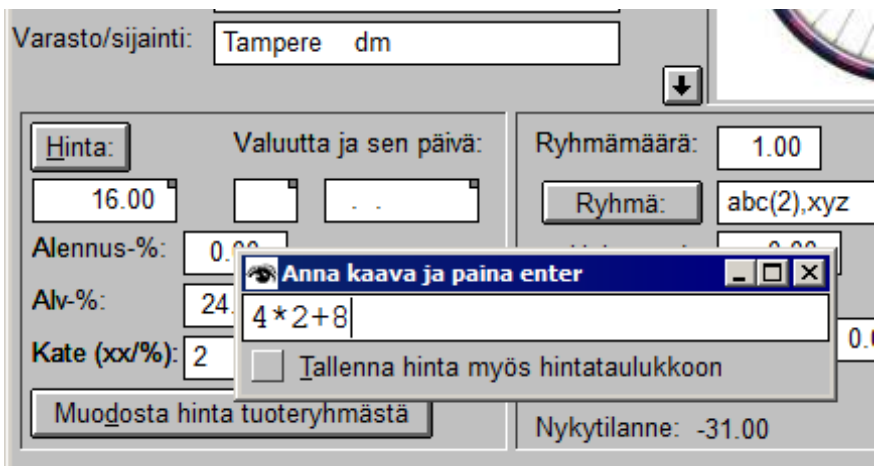 Varasto/sijainti: Tampere dm
Hinta: Valuutta ja sen päivä:
16.00 . .
Alennus-%: 0.
Alv-%: 24.
Kate (xx/%): 2
Muodosta hinta tuoteryhmästä
Ryhmämäärä: 1.00
Ryhmä: abc(2),xyz
Anna kaava ja paina enter
4*2+8
Tallenna hinta myös hintataulukkoon
Nykytilanne: -31.00